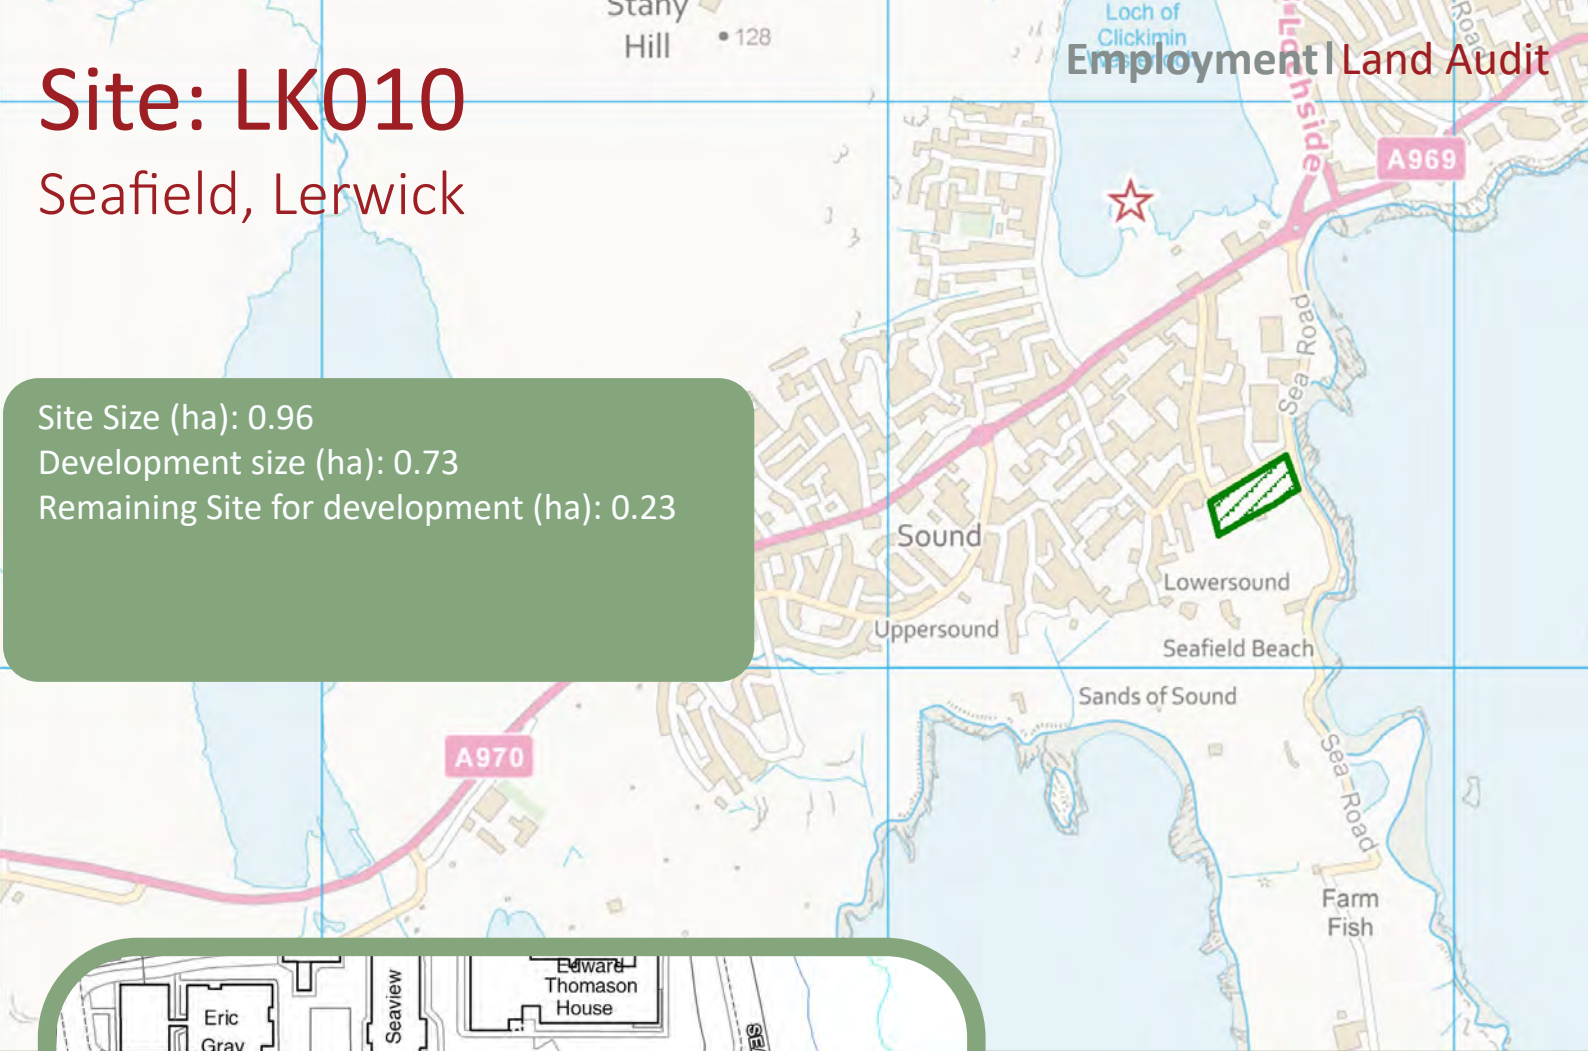 Stany
Hill
128
Loch of
Clickimin
Employment | Land Audit
Site: LK010
Seafield, Lerwick
Lochside
Road
A969
Sea Road
Site Size (ha): 0.96
Development size (ha): 0.73
Remaining Site for development (ha): 0.23
Sound
Lowersound
Uppersound
Seafield Beach
Sands of Sound
A970
Sea Road
Farm
Fish
Edward
Thomason
House
Seaview
Eric
Gray